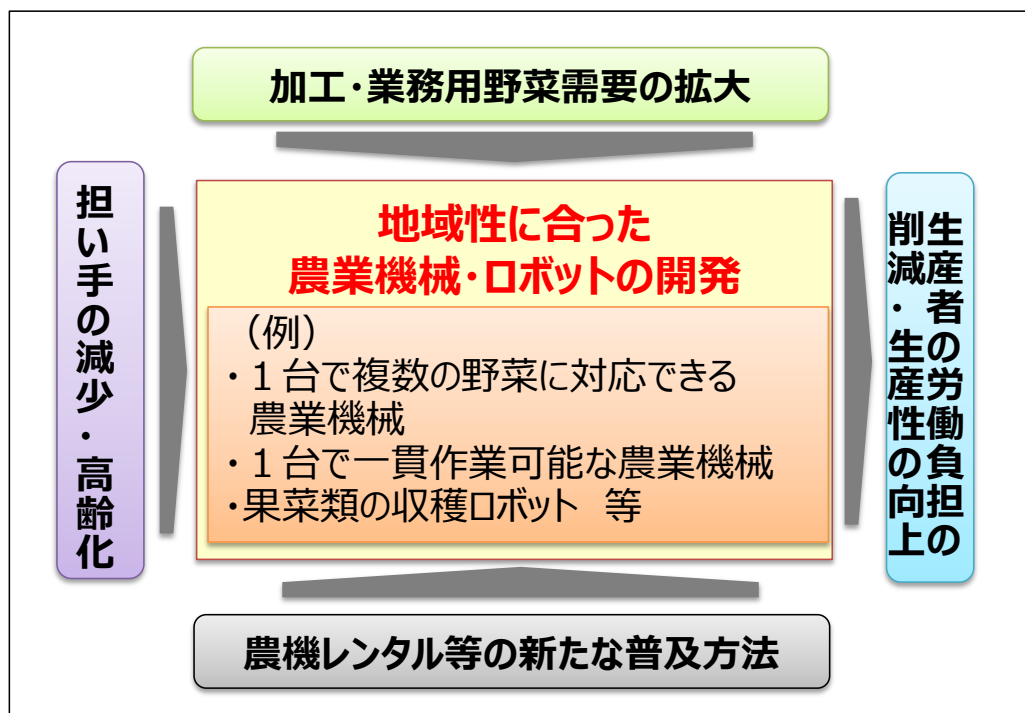 加工・業務用野菜需要の拡大
担い手の減少・高齢化
地域性に合った
農業機械・ロボットの開発
（例）
・１台で複数の野菜に対応できる
農業機械
・１台で一貫作業可能な農業機械
・果菜類の収穫ロボット　等
生産者の労働負担の
削減・生産性の向上
農機レンタル等の新たな普及方法